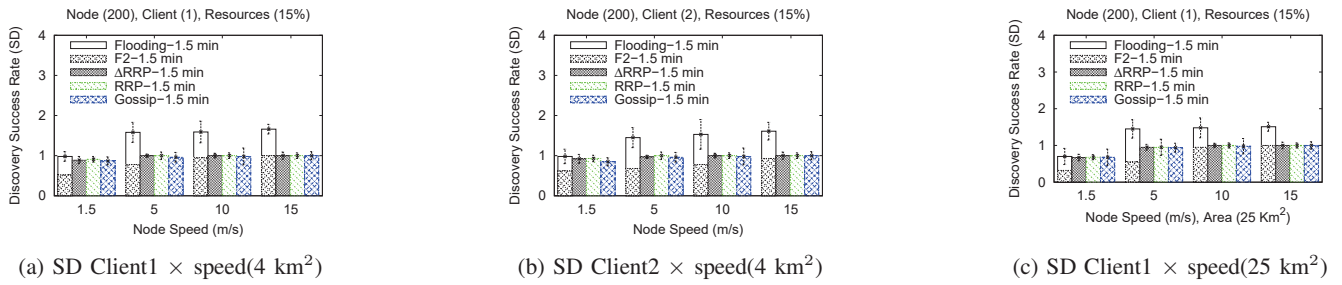 Node (200), Client (1), Resources (15%)
Discovery Success Rate (SD)
4
3
2
1
0
Flooding−1.5 min
F2−1.5 min
ΔRRP−1.5 min
RRP−1.5 min
Gossip−1.5 min
1.5 5 10 15
Node Speed (m/s)
(a) SD Client1 × speed(4 km²)
Node (200), Client (2), Resources (15%)
Discovery Success Rate (SD)
4
3
2
1
0
Flooding−1.5 min
F2−1.5 min
ΔRRP−1.5 min
RRP−1.5 min
Gossip−1.5 min
1.5 5 10 15
Node Speed (m/s)
(b) SD Client2 × speed(4 km²)
Node (200), Client (1), Resources (15%)
Discovery Success Rate (SD)
4
3
2
1
0
Flooding−1.5 min
F2−1.5 min
ΔRRP−1.5 min
RRP−1.5 min
Gossip−1.5 min
1.5 5 10 15
Node Speed (m/s), Area (25 Km²)
(c) SD Client1 × speed(25 km²)